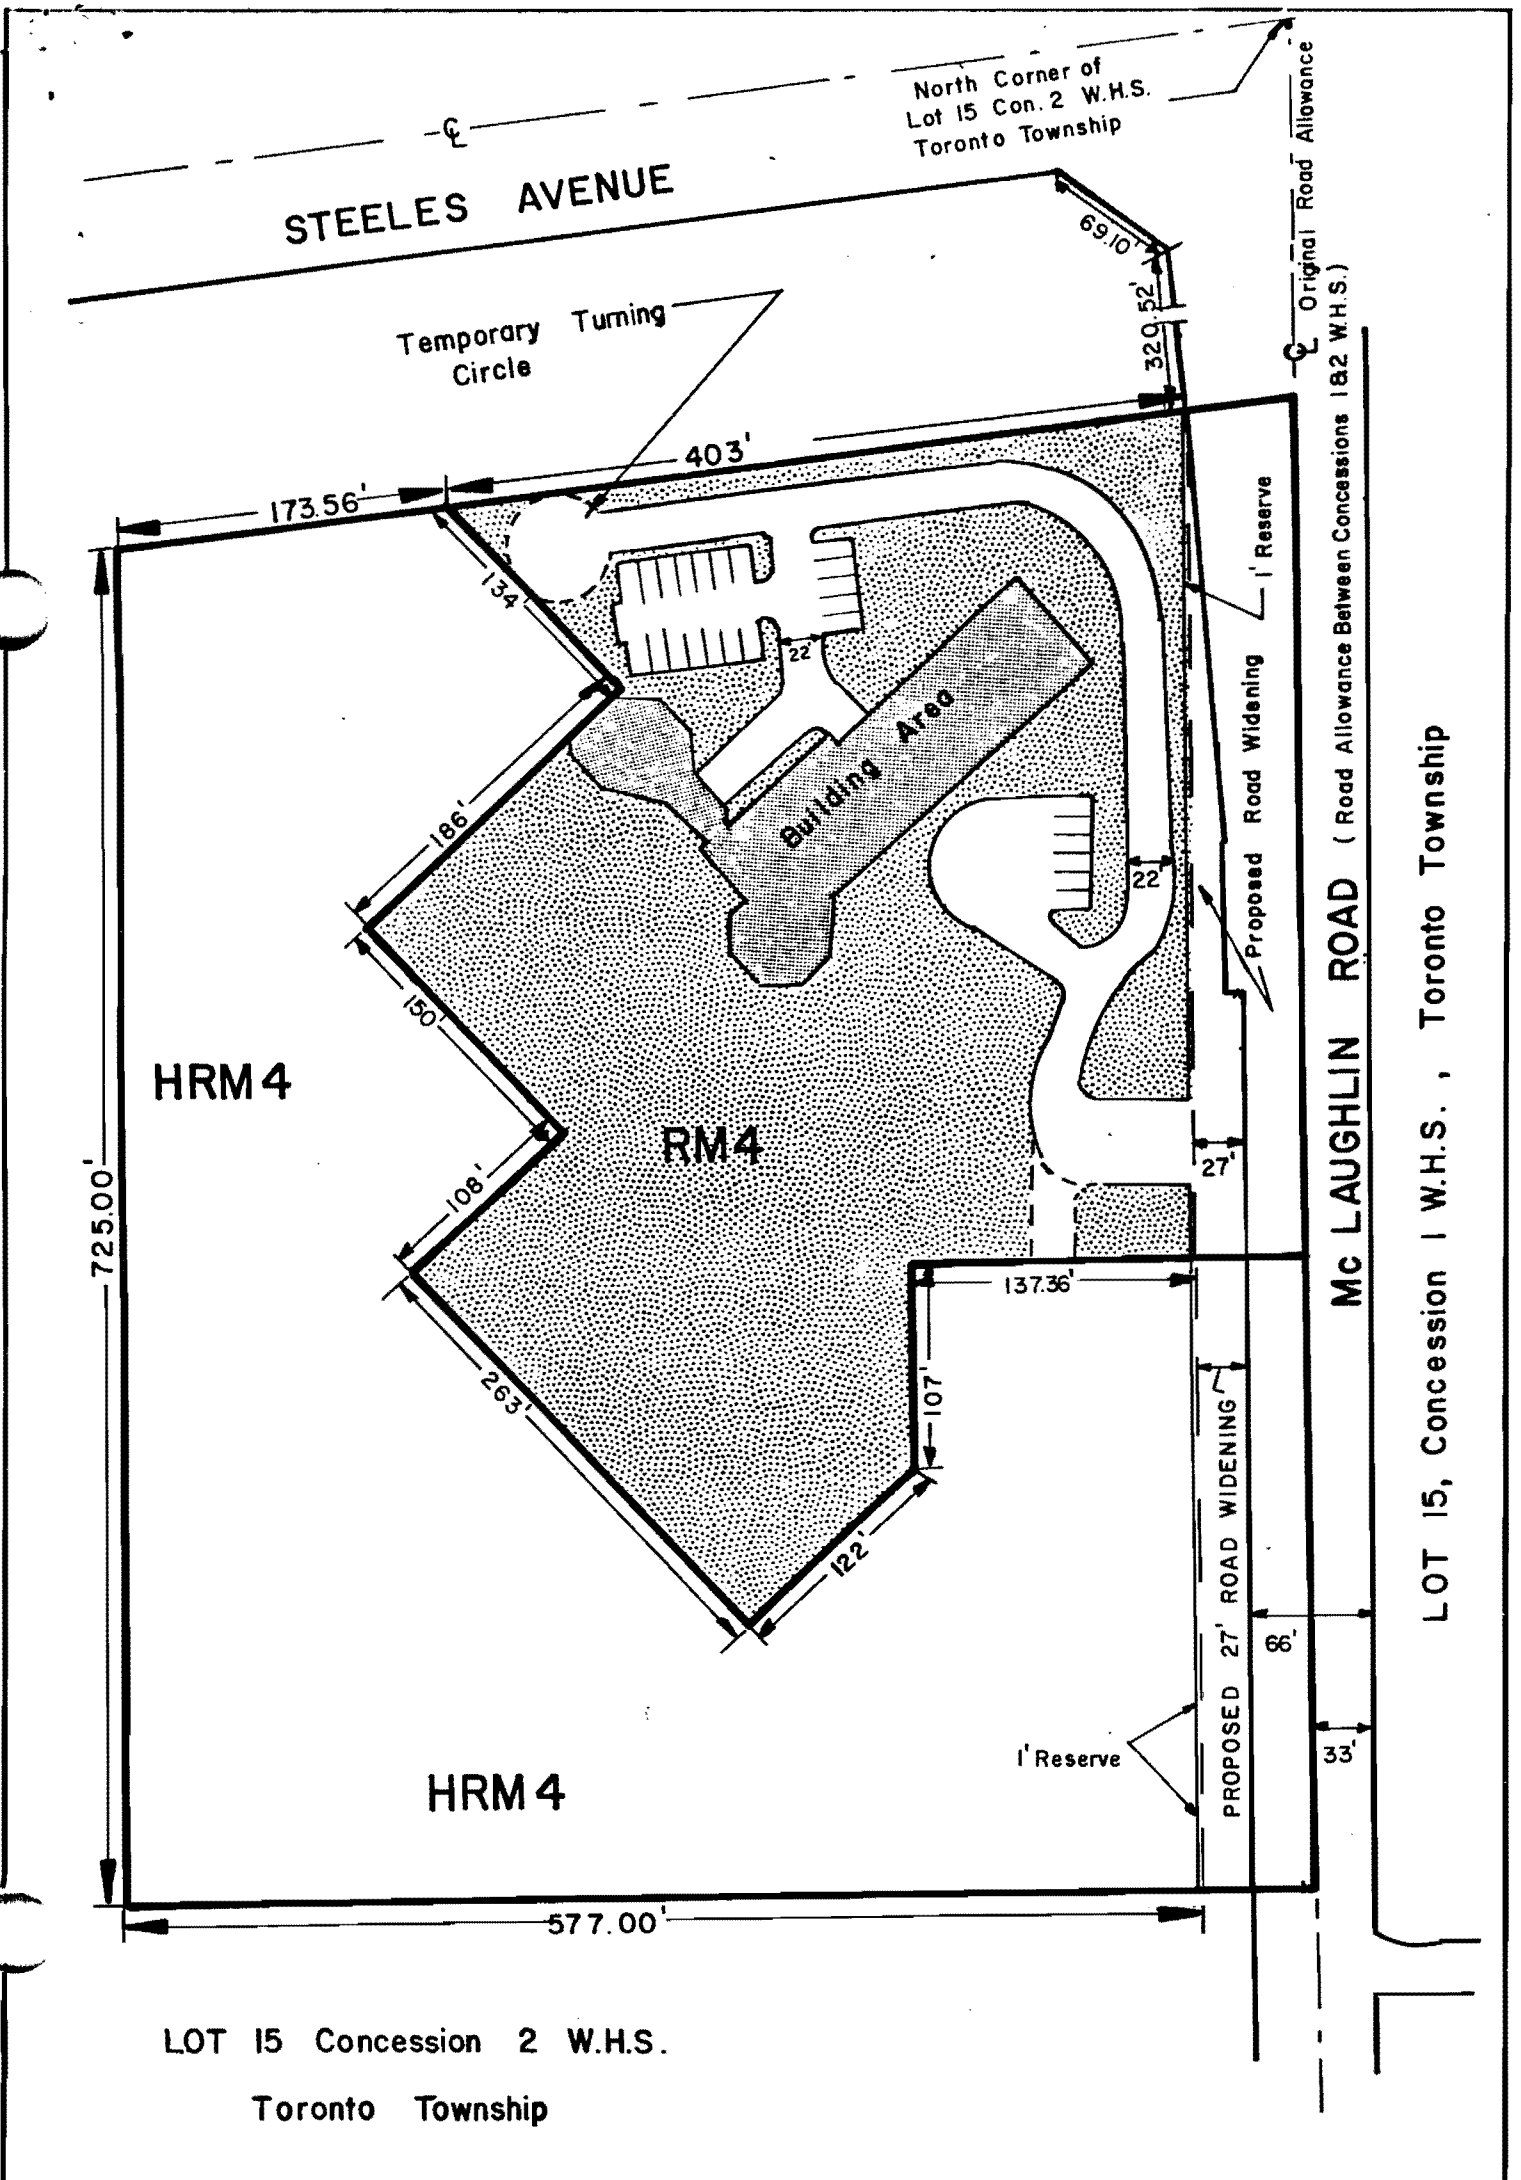 North Corner of
Lot 15 Con. 2 W.H.S.
Toronto Township
℄
STEELES AVENUE
69.10'
320.52'
℄ Original Road Allowance
Temporary Turning
Circle
403'
173.56'
134'
1' Reserve
22'
Building Area
186'
22'
Proposed Road Widening
Mc LAUGHLIN ROAD ( Road Allowance Between Concessions 1&2 W.H.S.)
LOT 15, Concession 1 W.H.S. , Toronto Township
150'
HRM4
RM4
27'
108'
725.00'
137.36'
263'
107'
122'
PROPOSED 27' ROAD WIDENING
66'
1' Reserve
33'
HRM4
577.00'
LOT 15 Concession 2 W.H.S.
Toronto Township